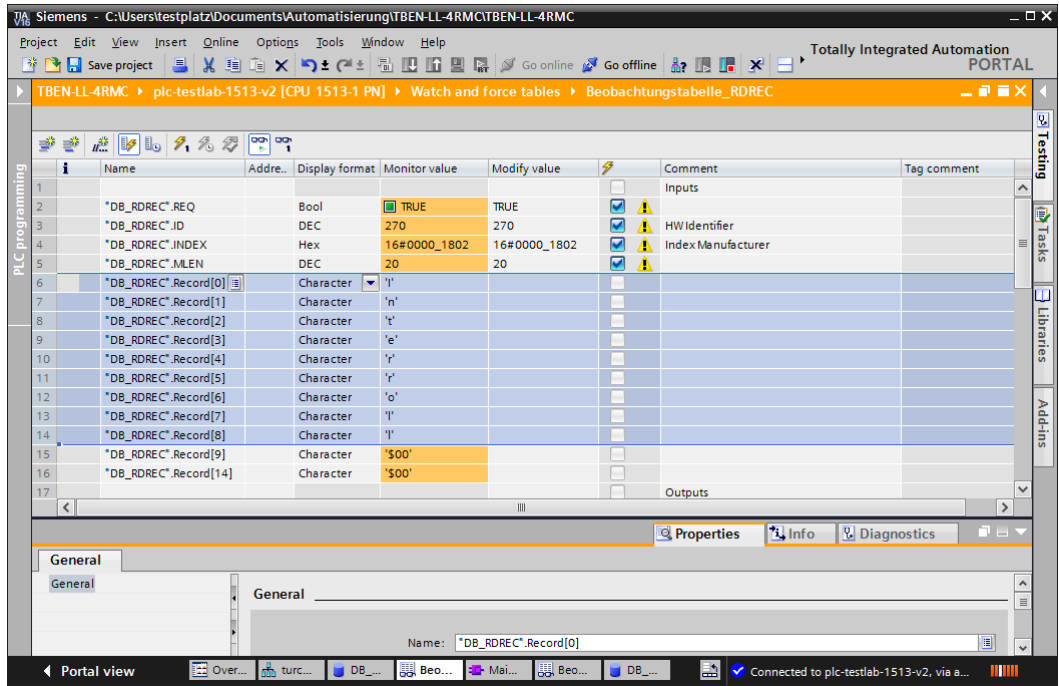 TIA V16 Siemens - C:\Users\testplatz\Documents\Automatisierung\TBEN-LL-4RMC\TBEN-LL-4RMC
Project Edit View Insert Online Options Tools Window Help
Totally Integrated Automation
PORTAL
Save project Go online Go offline
TBEN-LL-4RMC plc-testlab-1513-v2 [CPU 1513-1 PN] Watch and force tables Beobachtungstabelle_RDREC
i Name Addre.. Display format Monitor value Modify value Comment Tag comment
1 Inputs
2 "DB_RDREC".REQ Bool TRUE TRUE
3 "DB_RDREC".ID DEC 270 270 HW Identifier
4 "DB_RDREC".INDEX Hex 16#0000_1802 16#0000_1802 Index Manufacturer
5 "DB_RDREC".MLEN DEC 20 20
6 "DB_RDREC".Record[0] Character 'I'
7 "DB_RDREC".Record[1] Character 'n'
8 "DB_RDREC".Record[2] Character 't'
9 "DB_RDREC".Record[3] Character 'e'
10 "DB_RDREC".Record[4] Character 'r'
11 "DB_RDREC".Record[5] Character 'r'
12 "DB_RDREC".Record[6] Character 'o'
13 "DB_RDREC".Record[7] Character 'l'
14 "DB_RDREC".Record[8] Character 'l'
15 "DB_RDREC".Record[9] Character '$00'
16 "DB_RDREC".Record[14] Character '$00'
17 Outputs
PLC programming
Testing
Tasks
Libraries
Add-ins
Properties Info Diagnostics
General
General
General
Name: "DB_RDREC".Record[0]
Portal view Over... turc... DB_... Beo... Mai... Beo... DB_... Connected to plc-testlab-1513-v2, via a...